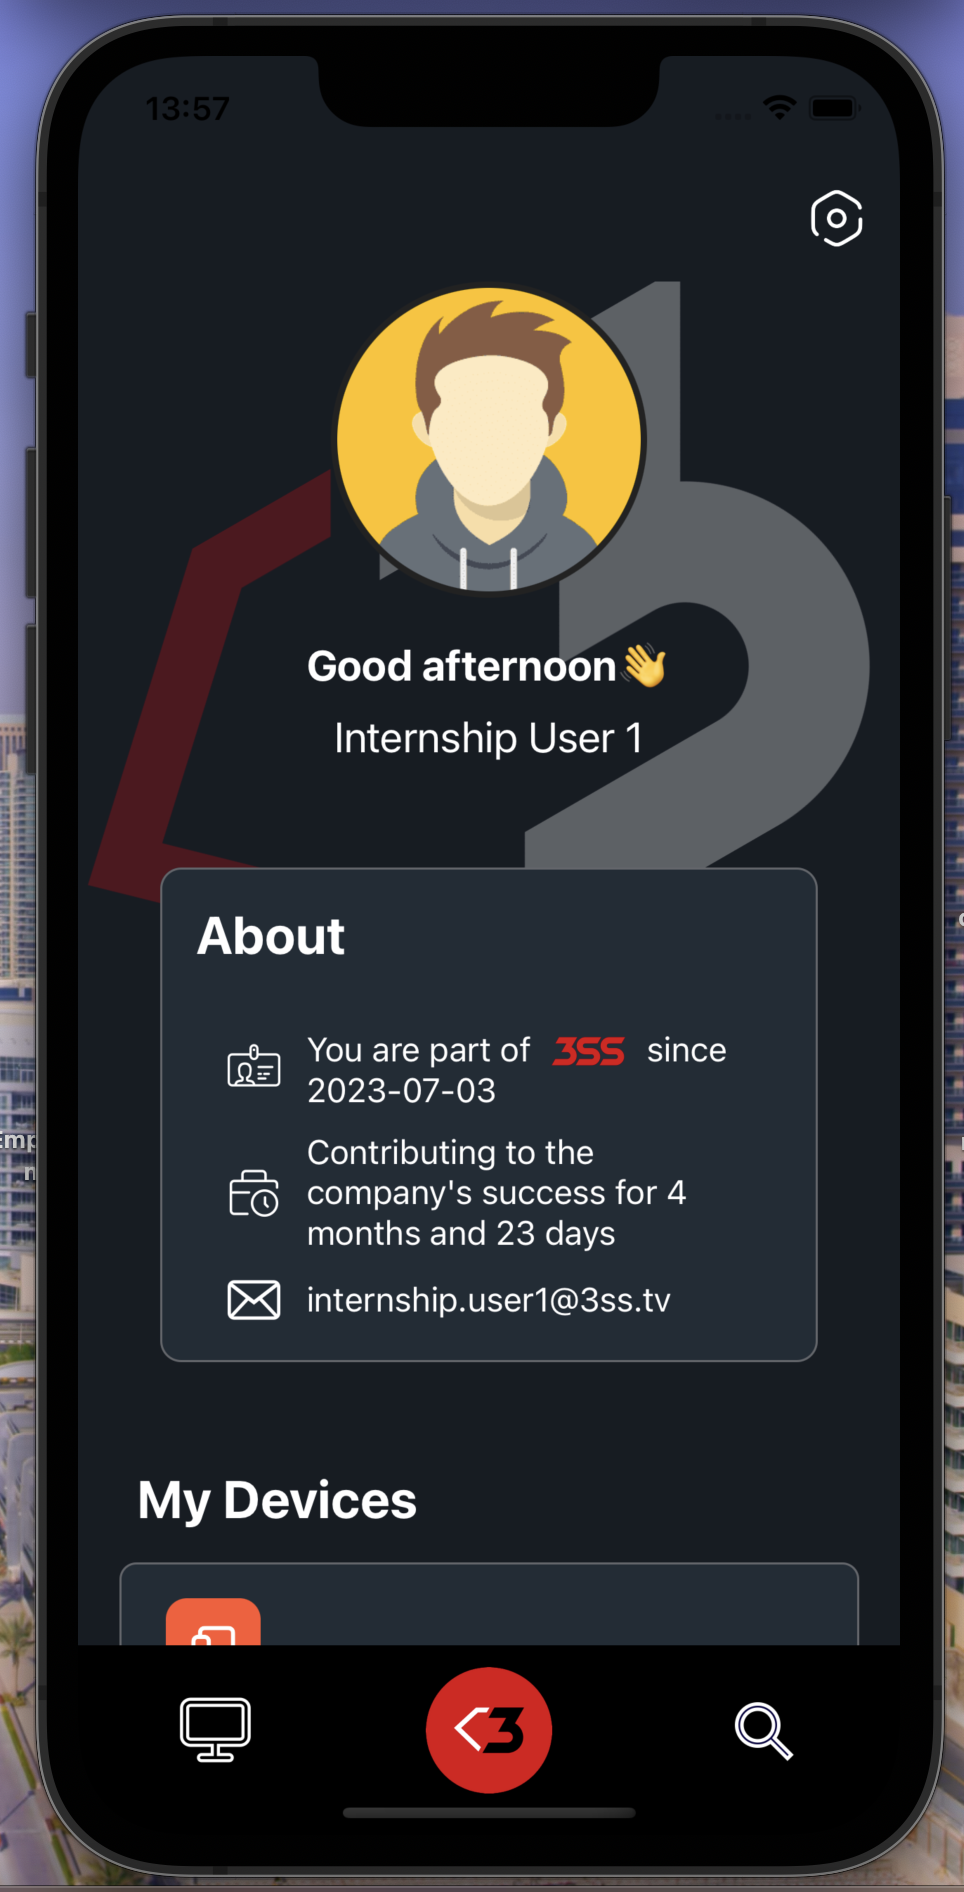 13:57
Good afternoon👋
Internship User 1
About
You are part of 3SS since
2023-07-03
Contributing to the
company's success for 4
months and 23 days
internship.user1@3ss.tv
My Devices
3